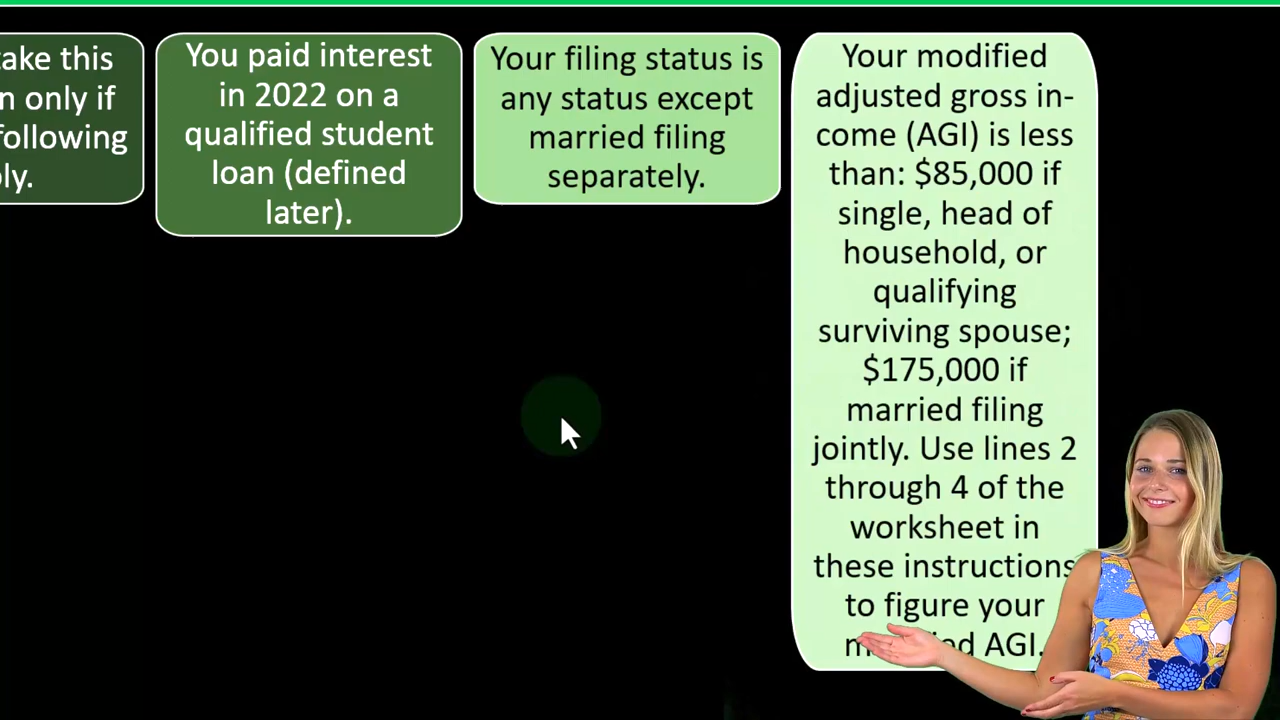 take this
n only if
following
ly.
You paid interest
in 2022 on a
qualified student
loan (defined
later).
Your filing status is
any status except
married filing
separately.
Your modified
adjusted gross in-
come (AGI) is less
than: $85,000 if
single, head of
household, or
qualifying
surviving spouse;
$175,000 if
married filing
jointly. Use lines 2
through 4 of the
worksheet in
these instructions
to figure your
AGI.